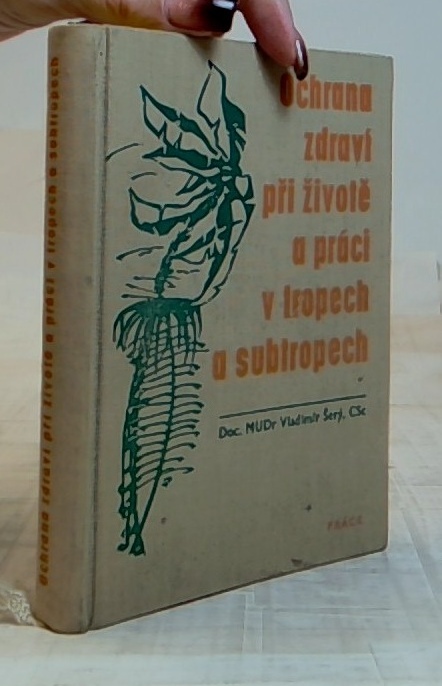 Ochrana
zdraví
při životě
a práci
v tropech
a subtropech
Doc. MUDr Vladimír Šerý, CSc
PRÁCE
Ochrana zdraví při životě a práci v tropech a subtropech